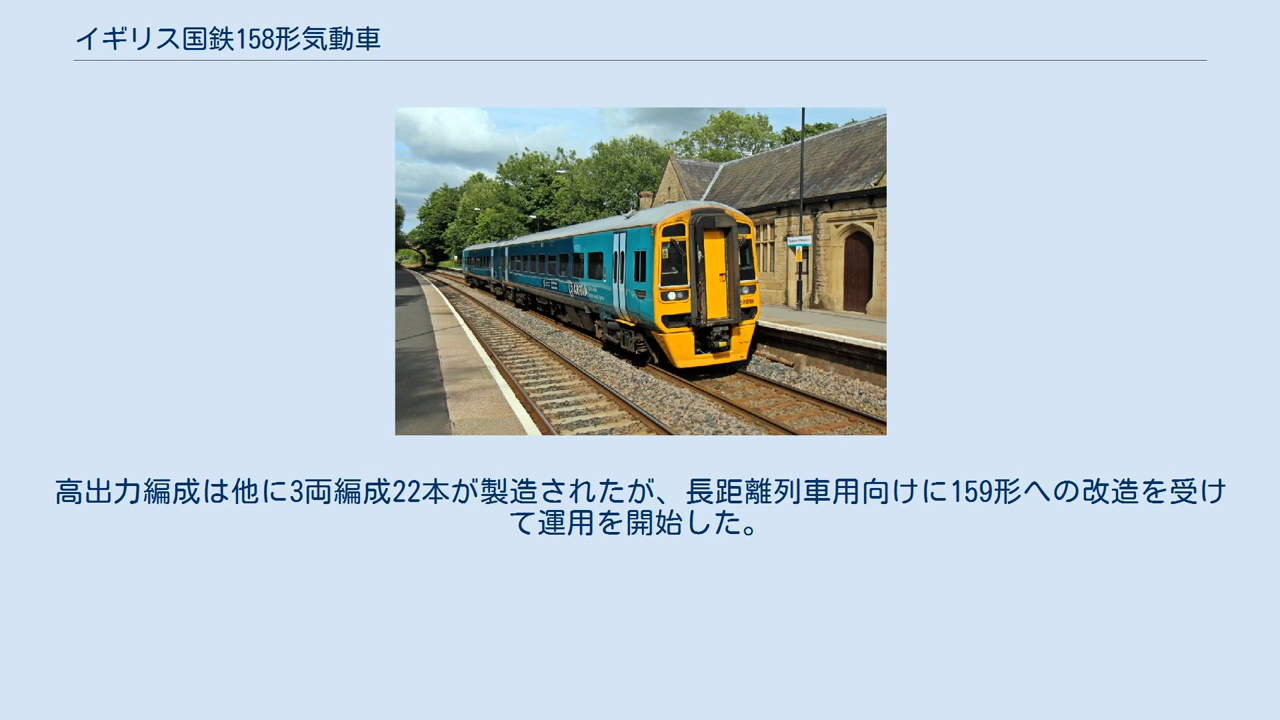 イギリス国鉄158形気動車
ARRIVA
高出力編成は他に3両編成22本が製造されたが、長距離列車用向けに159形への改造を受け
て運用を開始した。